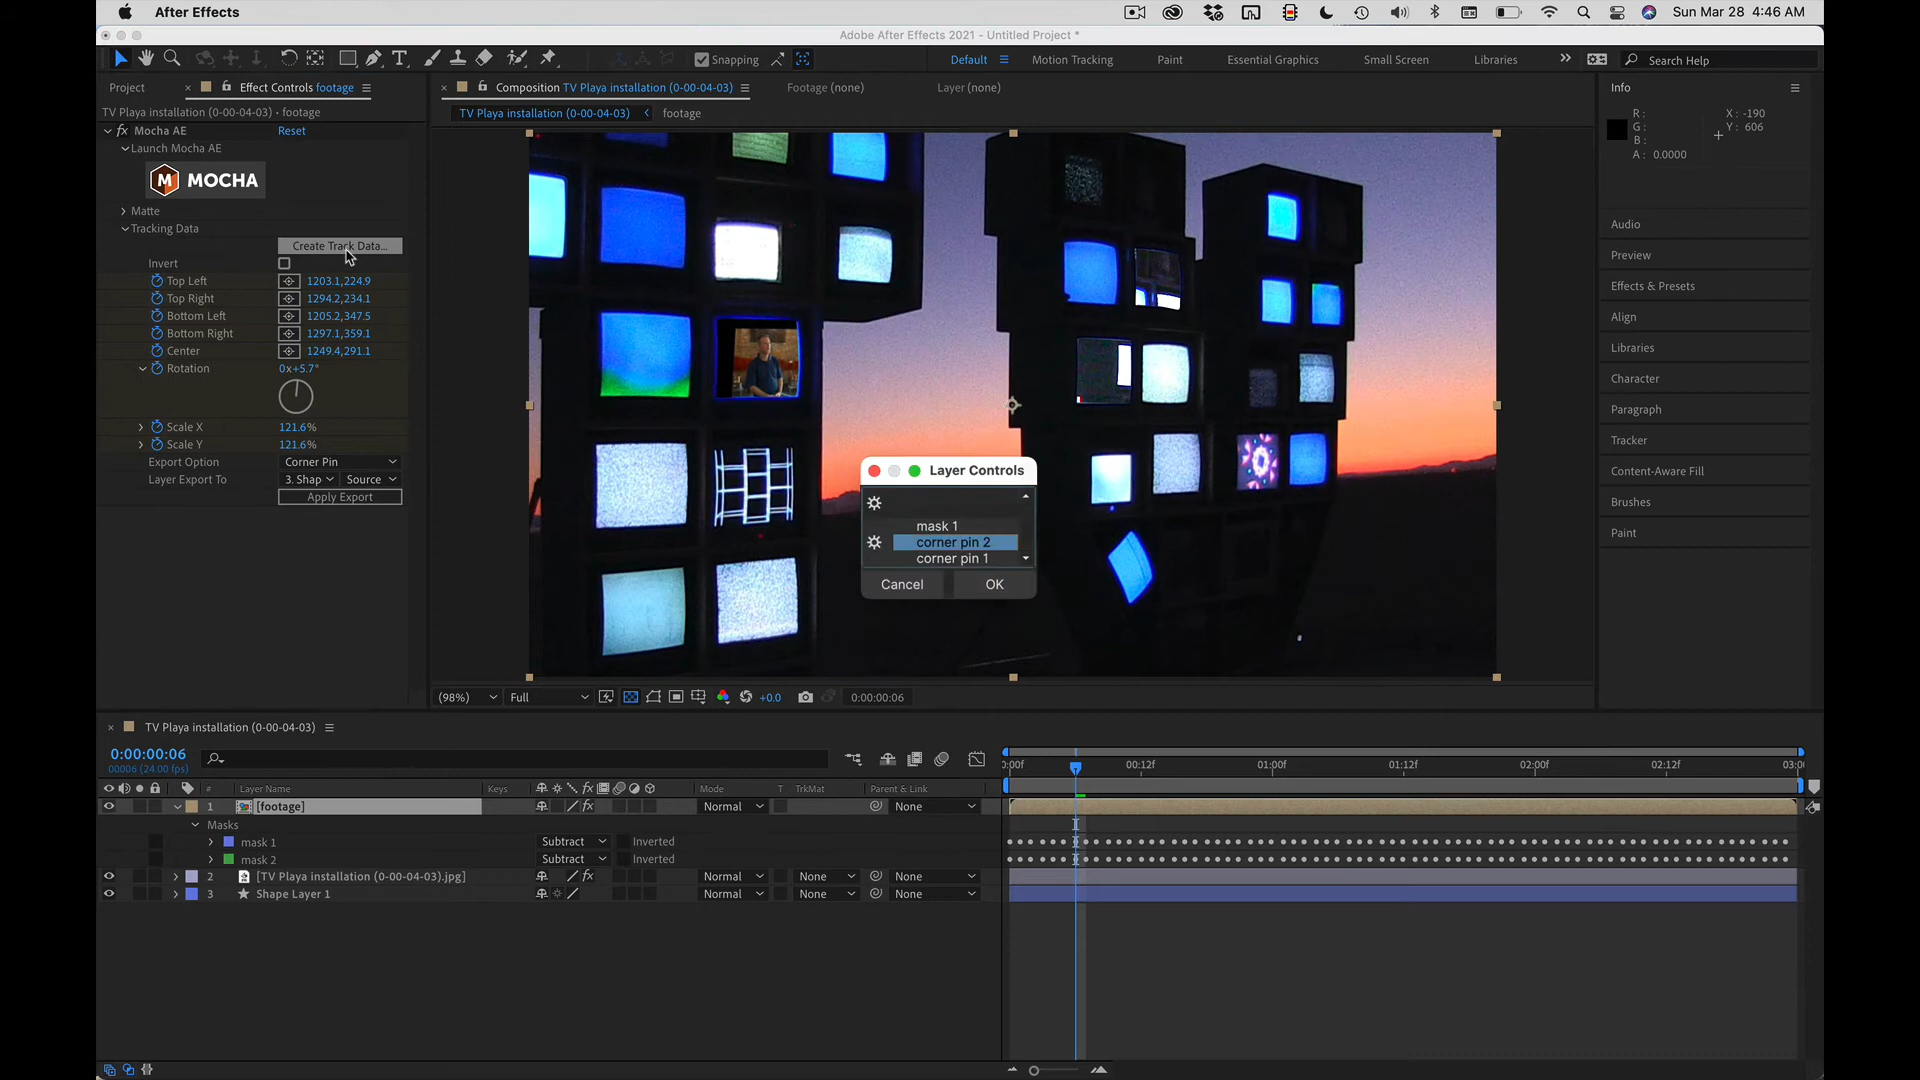 After Effects
Sun Mar 28 4:46 AM
Adobe After Effects 2021 - Untitled Project *
Snapping
Default
Motion Tracking
Paint
Essential Graphics
Small Screen
Libraries
Search Help
Project
Effect Controls footage
Composition TV Playa installation (0-00-04-03)
Footage (none)
Layer (none)
Info
TV Playa installation (0-00-04-03) • footage
TV Playa installation (0-00-04-03)
footage
R :
G :
B :
A : 0.0000
X : -190
Y : 606
fx Mocha AE
Reset
Launch Mocha AE
M MOCHA
Matte
Tracking Data
Create Track Data...
Invert
Top Left 1203.1,224.9
Top Right 1294.2,234.1
Bottom Left 1205.2,347.5
Bottom Right 1297.1,359.1
Center 1249.4,291.1
Rotation 0x+5.7°
Scale X 121.6%
Scale Y 121.6%
Export Option Corner Pin
Layer Export To 3. Shap Source
Apply Export
Audio
Preview
Effects & Presets
Align
Libraries
Character
Paragraph
Tracker
Content-Aware Fill
Brushes
Paint
Layer Controls
mask 1
corner pin 2
corner pin 1
Cancel OK
(98%) Full +0.0 0:00:00:06
TV Playa installation (0-00-04-03)
0:00:00:06
00006 (24.00 fps)
0:00f 00:12f 01:00f 01:12f 02:00f 02:12f 03:0
# Layer Name Keys fx Mode T TrkMat Parent & Link
1 [footage] fx Normal None
Masks
mask 1 Subtract Inverted
mask 2 Subtract Inverted
2 [TV Playa installation (0-00-04-03).jpg] fx Normal None None
3 Shape Layer 1 Normal None None